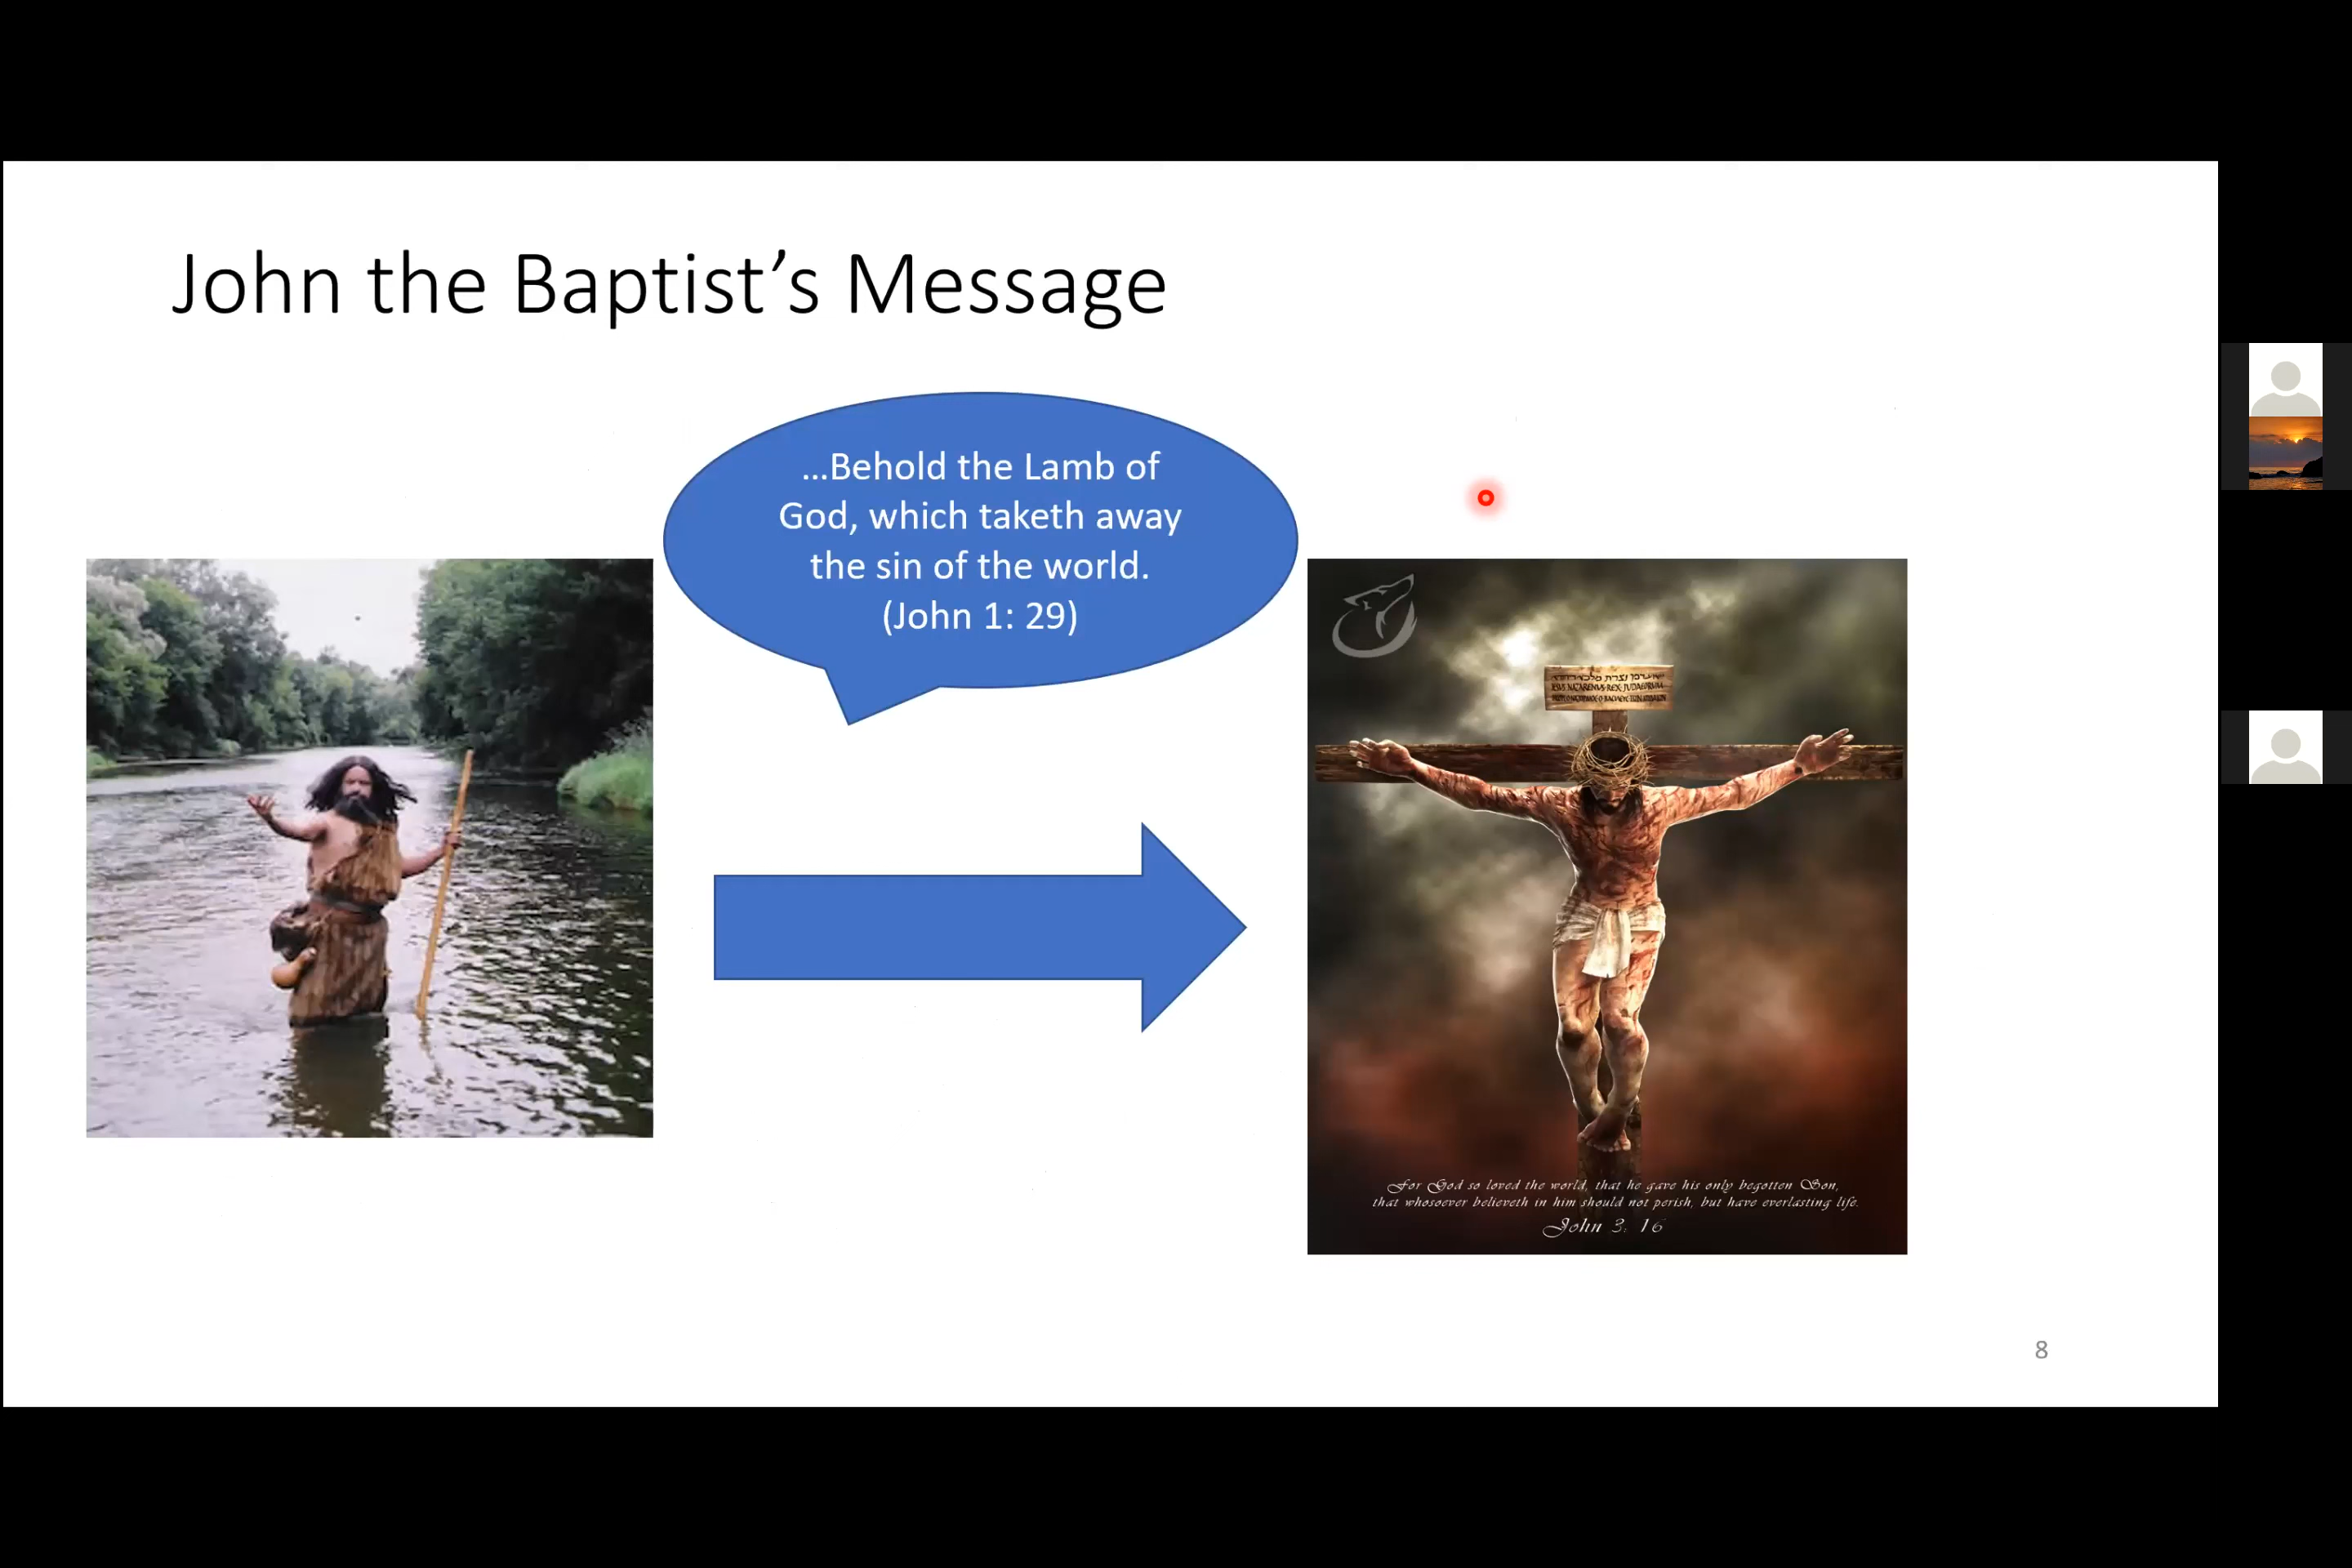 John the Baptist’s Message
...Behold the Lamb of
God, which taketh away
the sin of the world.
(John 1: 29)
For God so loved the world, that he gave his only begotten Son,
that whosoever believeth in him should not perish, but have everlasting life.
John 3: 16
8